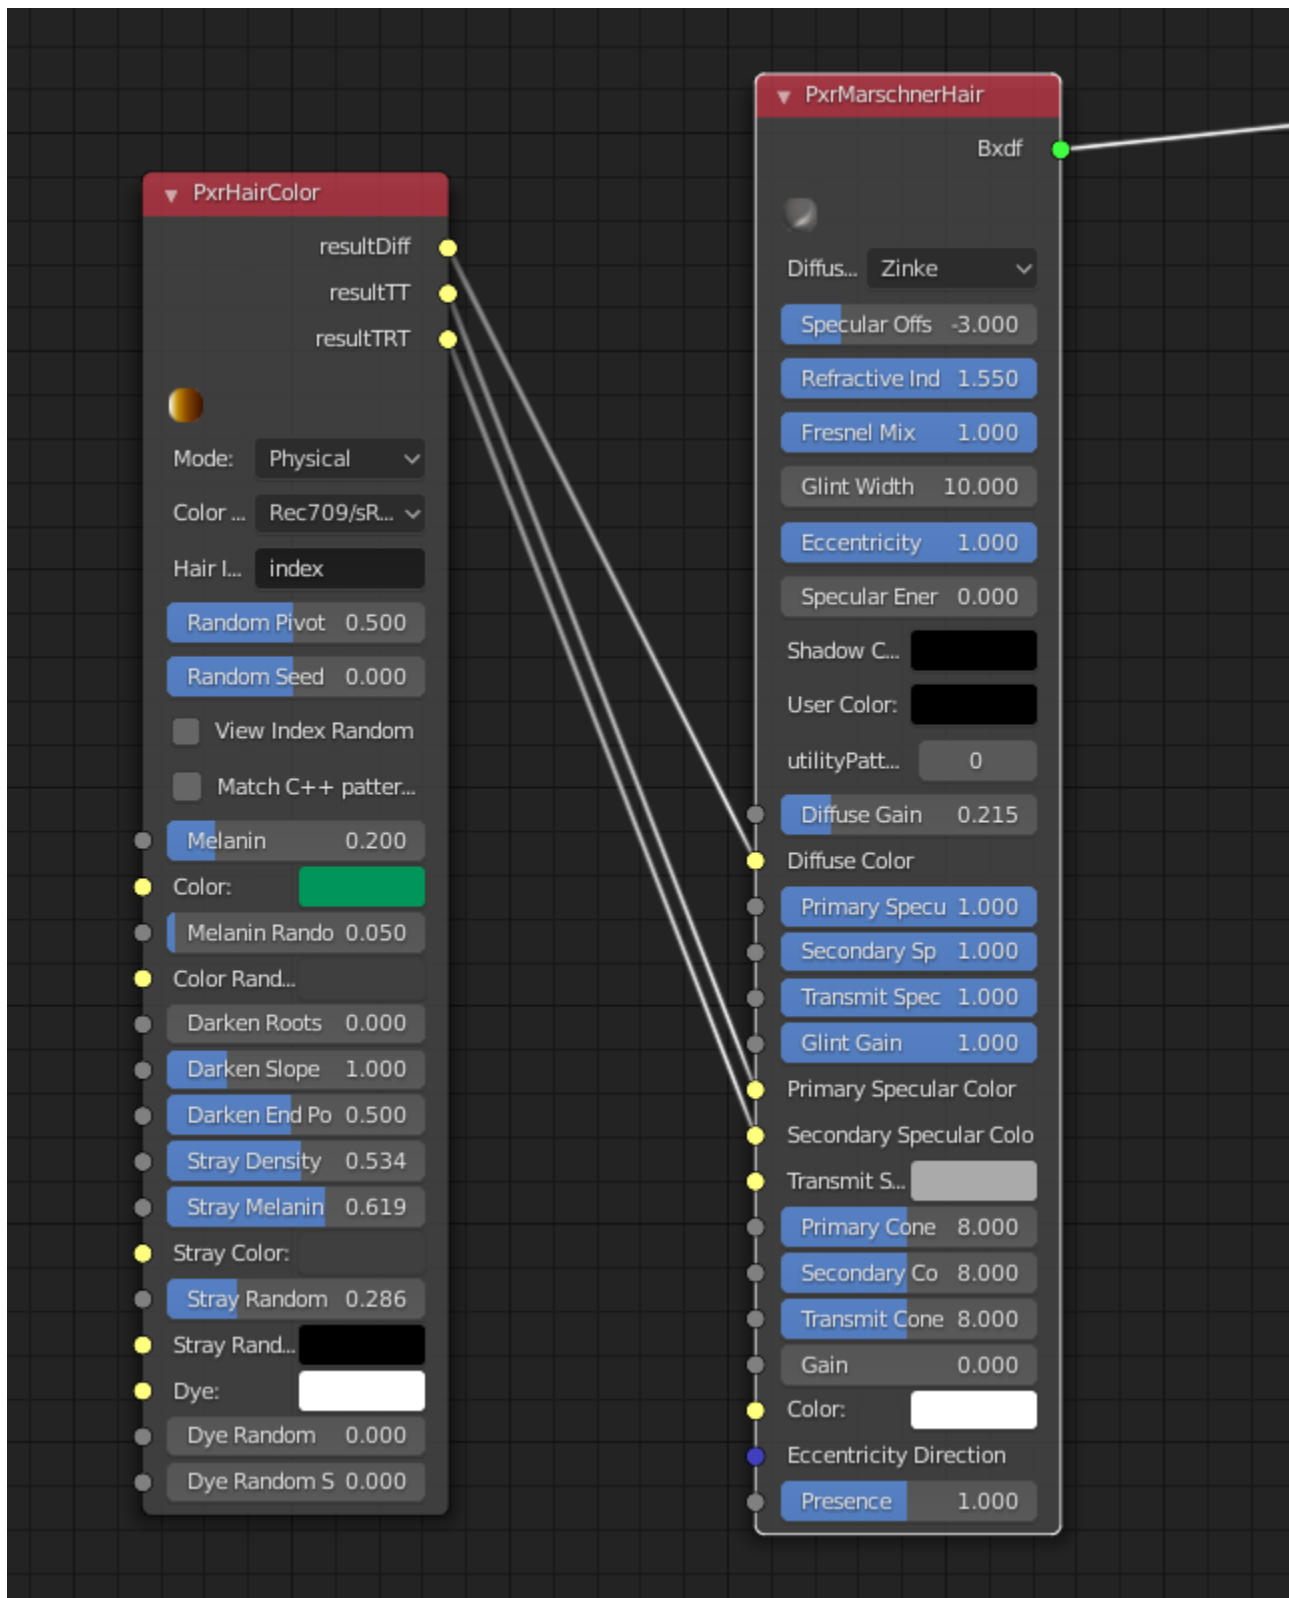 PxrHairColor
resultDiff
resultTT
resultTRT
Mode: Physical
Color ... Rec709/sR...
Hair I... index
Random Pivot 0.500
Random Seed 0.000
View Index Random
Match C++ patter...
Melanin 0.200
Color:
Melanin Rando 0.050
Color Rand...
Darken Roots 0.000
Darken Slope 1.000
Darken End Po 0.500
Stray Density 0.534
Stray Melanin 0.619
Stray Color:
Stray Random 0.286
Stray Rand...
Dye:
Dye Random 0.000
Dye Random S 0.000
PxrMarschnerHair
Bxdf
Diffus... Zinke
Specular Offs -3.000
Refractive Ind 1.550
Fresnel Mix 1.000
Glint Width 10.000
Eccentricity 1.000
Specular Ener 0.000
Shadow C...
User Color:
utilityPatt... 0
Diffuse Gain 0.215
Diffuse Color
Primary Specu 1.000
Secondary Sp 1.000
Transmit Spec 1.000
Glint Gain 1.000
Primary Specular Color
Secondary Specular Colo
Transmit S...
Primary Cone 8.000
Secondary Co 8.000
Transmit Cone 8.000
Gain 0.000
Color:
Eccentricity Direction
Presence 1.000